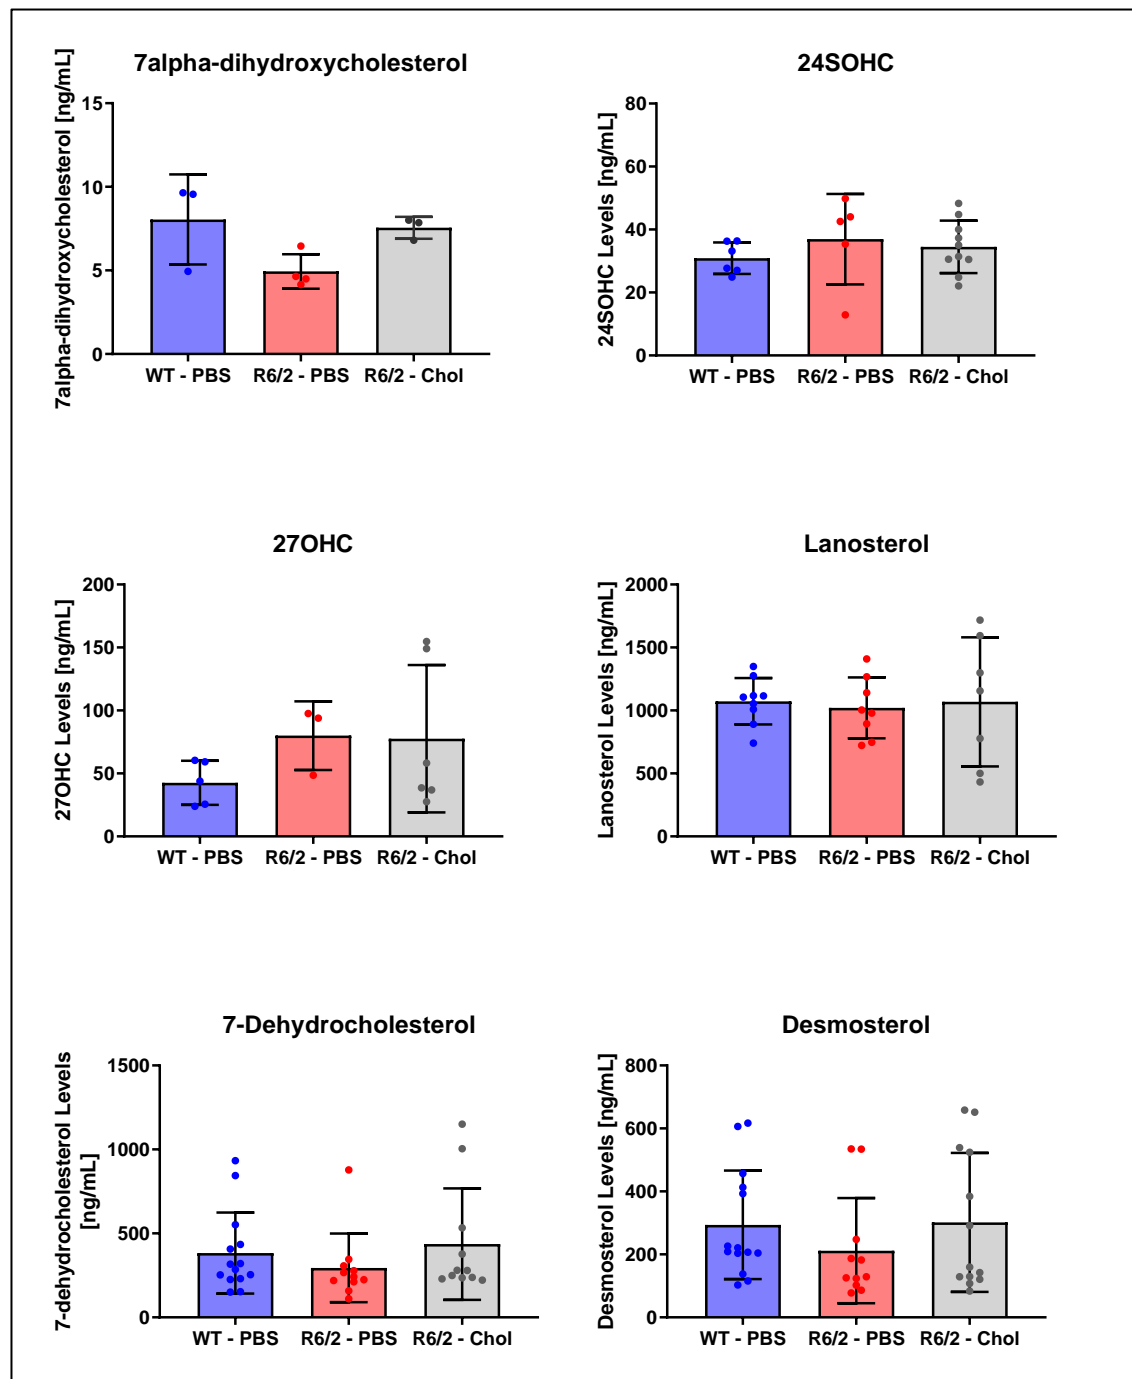 7alpha-dihydroxycholesterol
7alpha-dihydroxycholesterol [ng/mL]
15
10
5
0
WT - PBS
R6/2 - PBS
R6/2 - Chol
24SOHC
24SOHC Levels [ng/mL]
80
60
40
20
0
WT - PBS
R6/2 - PBS
R6/2 - Chol
27OHC
27OHC Levels [ng/mL]
200
150
100
50
0
WT - PBS
R6/2 - PBS
R6/2 - Chol
Lanosterol
Lanosterol Levels [ng/mL]
2000
1500
1000
500
0
WT - PBS
R6/2 - PBS
R6/2 - Chol
7-Dehydrocholesterol
7-dehydrocholesterol Levels
[ng/mL]
1500
1000
500
0
WT - PBS
R6/2 - PBS
R6/2 - Chol
Desmosterol
Desmosterol Levels [ng/mL]
800
600
400
200
0
WT - PBS
R6/2 - PBS
R6/2 - Chol